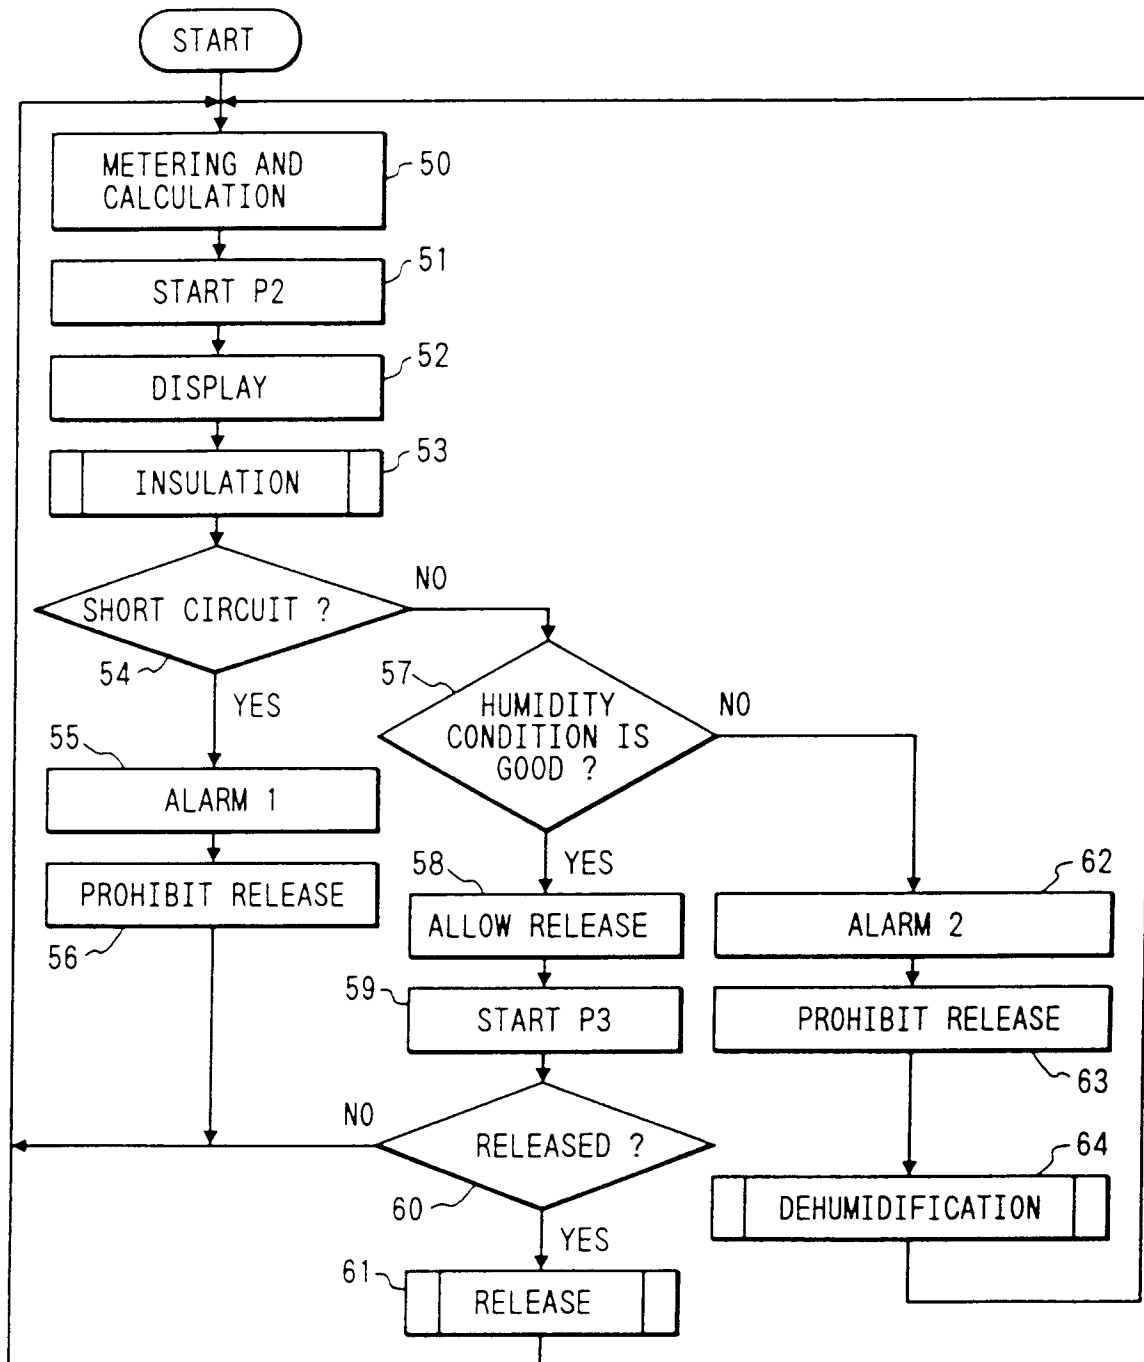 START
METERING AND
CALCULATION
50
START P2
51
DISPLAY
52
INSULATION
53
SHORT CIRCUIT ?
54
NO
YES
55
ALARM 1
PROHIBIT RELEASE
56
57
HUMIDITY
CONDITION IS
GOOD ?
NO
YES
58
ALLOW RELEASE
59
START P3
RELEASED ?
60
NO
YES
61
RELEASE
62
ALARM 2
PROHIBIT RELEASE
63
64
DEHUMIDIFICATION